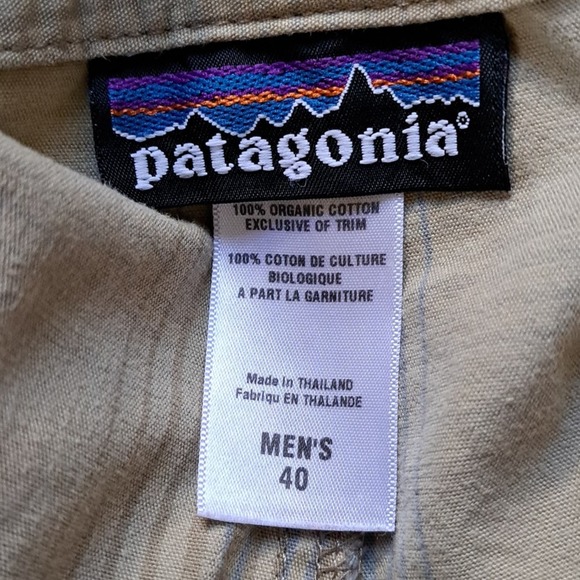 patagonia®
100% ORGANIC COTTON
EXCLUSIVE OF TRIM
100% COTON DE CULTURE
BIOLOGIQUE
A PART LA GARNITURE
Made in THAILAND
Fabriqu EN THALANDE
MEN'S
40